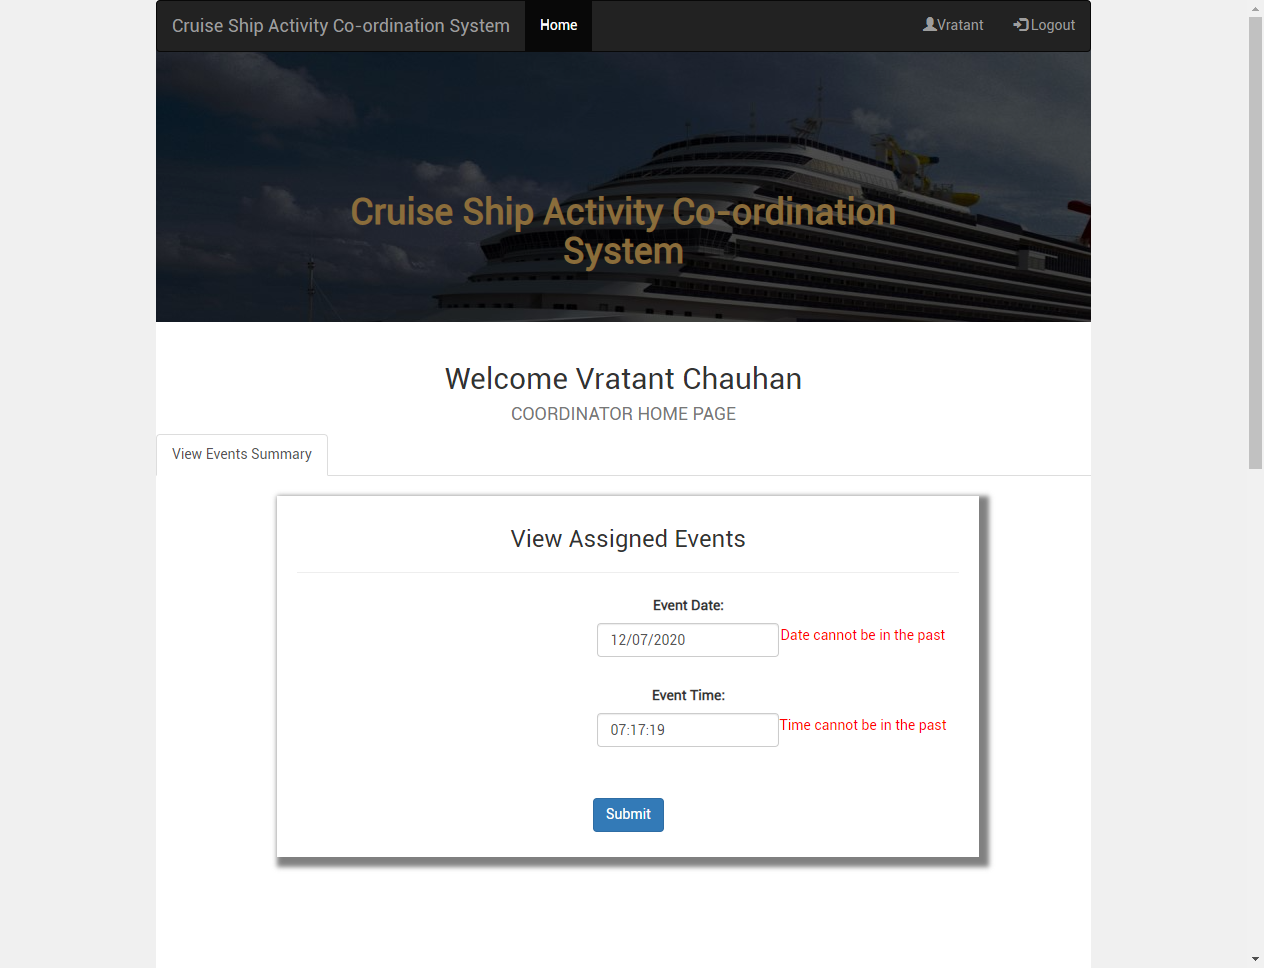 Cruise Ship Activity Co-ordination System Home Vratant Logout
Cruise Ship Activity Co-ordination
System
Welcome Vratant Chauhan
COORDINATOR HOME PAGE
View Events Summary
View Assigned Events
Event Date:
12/07/2020 Date cannot be in the past
Event Time:
07:17:19 Time cannot be in the past
Submit